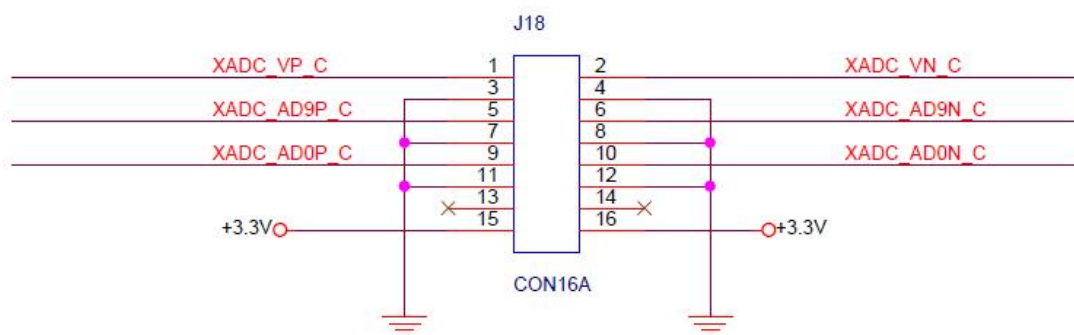 J18
XADC_VP_C 1 2 XADC_VN_C
3 4
XADC_AD9P_C 5 6 XADC_AD9N_C
7 8
XADC_AD0P_C 9 10 XADC_AD0N_C
11 12
13 14
+3.3V 15 16 +3.3V
CON16A